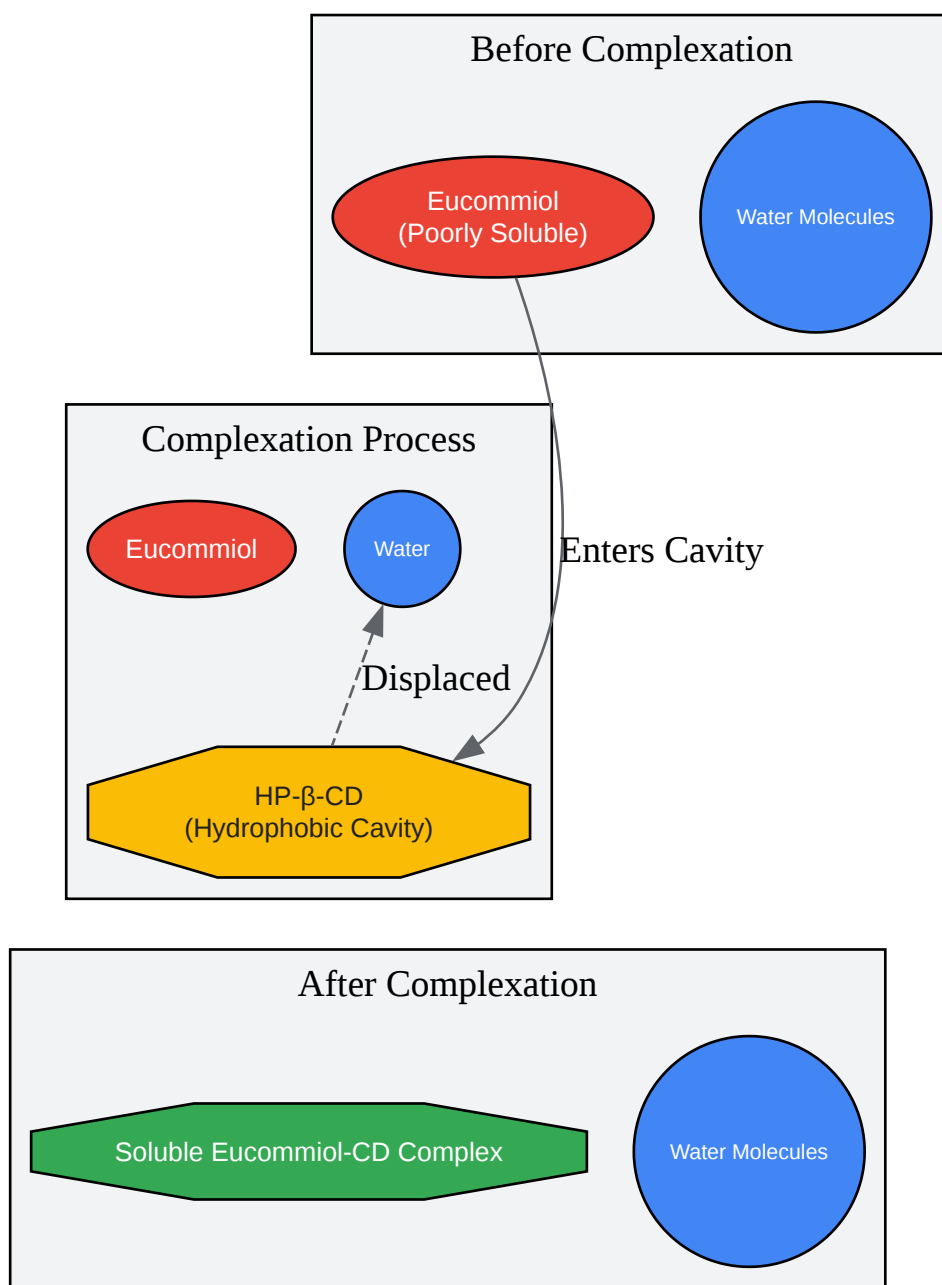 Before Complexation
Eucommiol
(Poorly Soluble)
Water Molecules
Complexation Process
Eucommiol
Water
Enters Cavity
Displaced
HP-β-CD
(Hydrophobic Cavity)
After Complexation
Soluble Eucommiol-CD Complex
Water Molecules